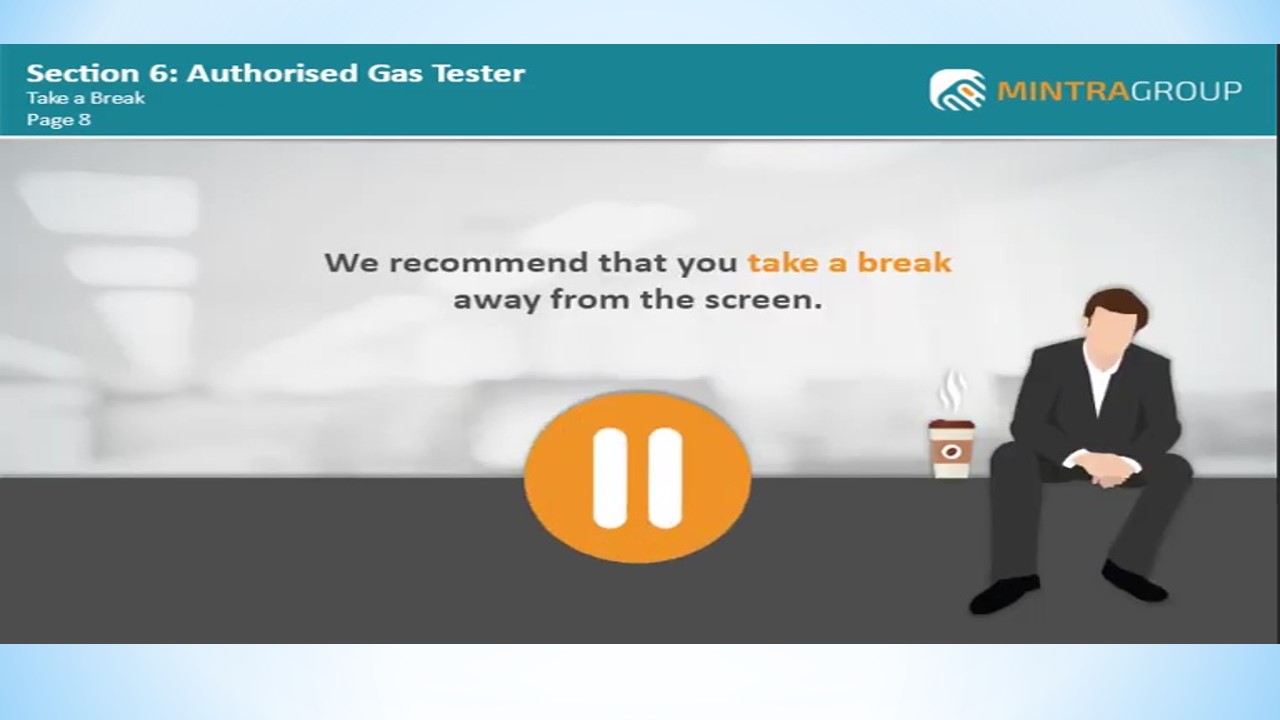 Section 6: Authorised Gas Tester
Take a Break
Page 8
MINTRAGROUP
We recommend that you take a break
away from the screen.